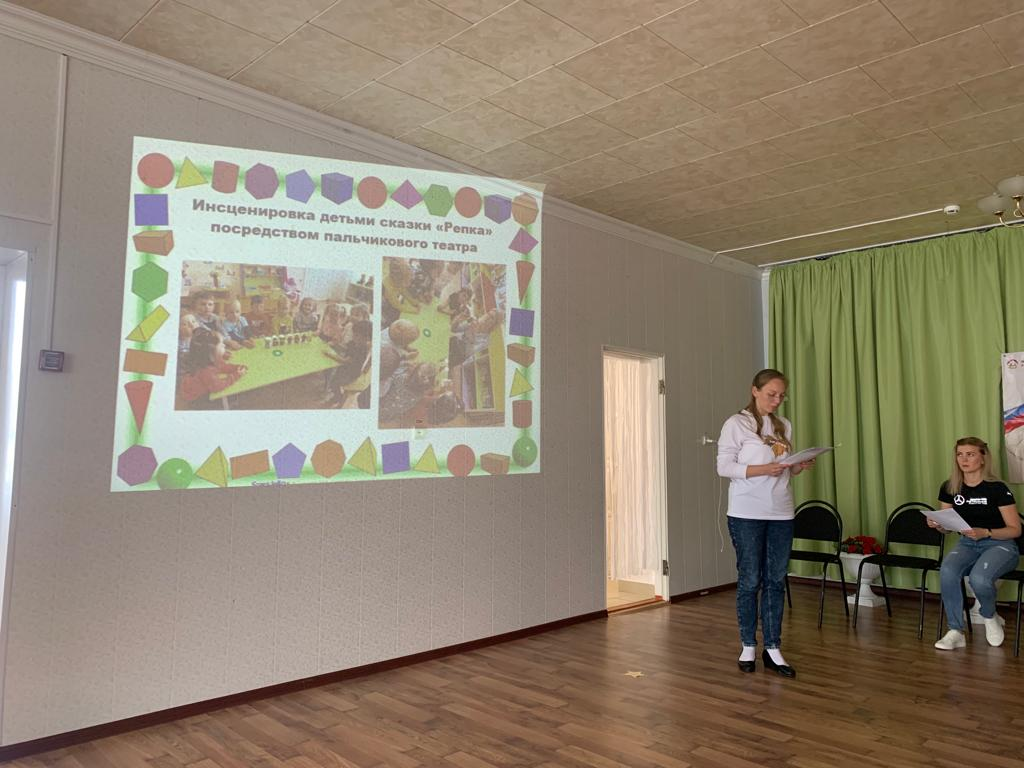 Инсценировка детьми сказки «Репка»
посредством пальчикового театра